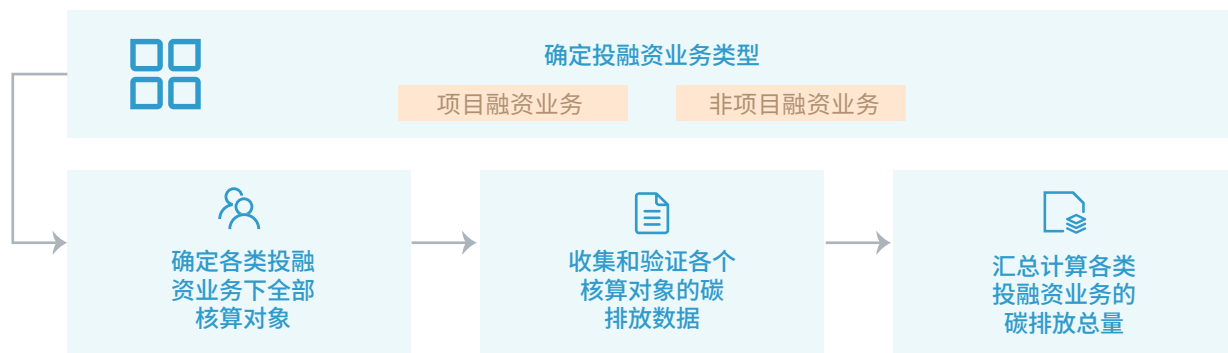 确定投融资业务类型
项目融资业务
非项目融资业务
确定各类投融
资业务下全部
核算对象
收集和验证各个
核算对象的碳
排放数据
汇总计算各类
投融资业务的
碳排放总量